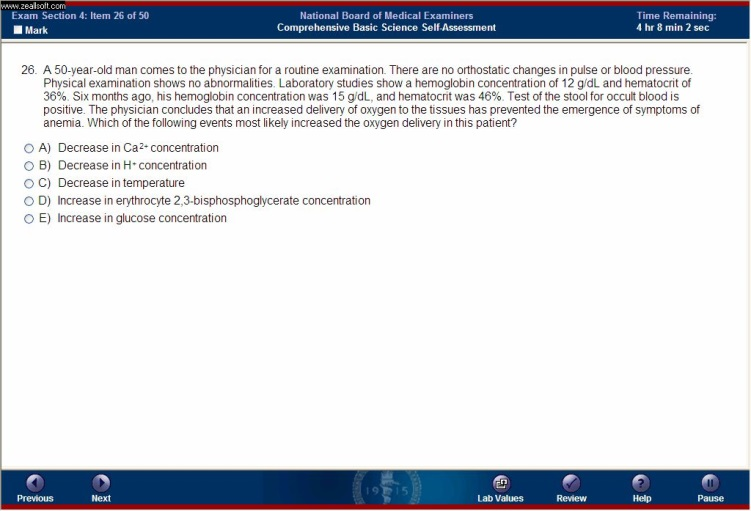 www.zeallsoft.com
Exam Section 4: Item 26 of 50
National Board of Medical Examiners
Time Remaining:
Mark
Comprehensive Basic Science Self-Assessment
4 hr 8 min 2 sec
26. A 50-year-old man comes to the physician for a routine examination. There are no orthostatic changes in pulse or blood pressure.
Physical examination shows no abnormalities. Laboratory studies show a hemoglobin concentration of 12 g/dL and hematocrit of
36%. Six months ago, his hemoglobin concentration was 15 g/dL, and hematocrit was 46%. Test of the stool for occult blood is
positive. The physician concludes that an increased delivery of oxygen to the tissues has prevented the emergence of symptoms of
anemia. Which of the following events most likely increased the oxygen delivery in this patient?
A) Decrease in Ca²⁺ concentration
B) Decrease in H⁺ concentration
C) Decrease in temperature
D) Increase in erythrocyte 2,3-bisphosphoglycerate concentration
E) Increase in glucose concentration
1915
Previous
Next
Lab Values
Review
Help
Pause